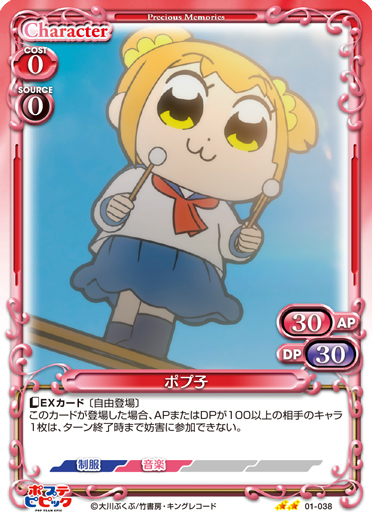 Precious Memories
Character
COST
0
SOURCE
0
30 AP
DP 30
ポプ子
EXカード〔自由登場〕
このカードが登場した場合、APまたはDPが100以上の相手のキャラ
1枚は、ターン終了時まで妨害に参加できない。
制服 音楽
ポプテ
ピピック
POP TEAM EPIC
©大川ぶくぶ/竹書房・キングレコード
01-038